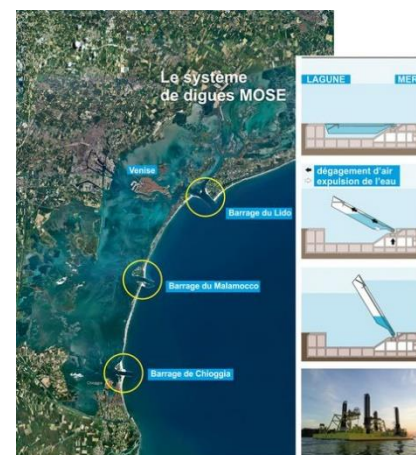 Le système
de digues MOSE
LAGUNE
MER
Venise
dégagement d'air
expulsion de l'eau
Barrage du Lido
Barrage du Malamocco
Barrage de Chioggia